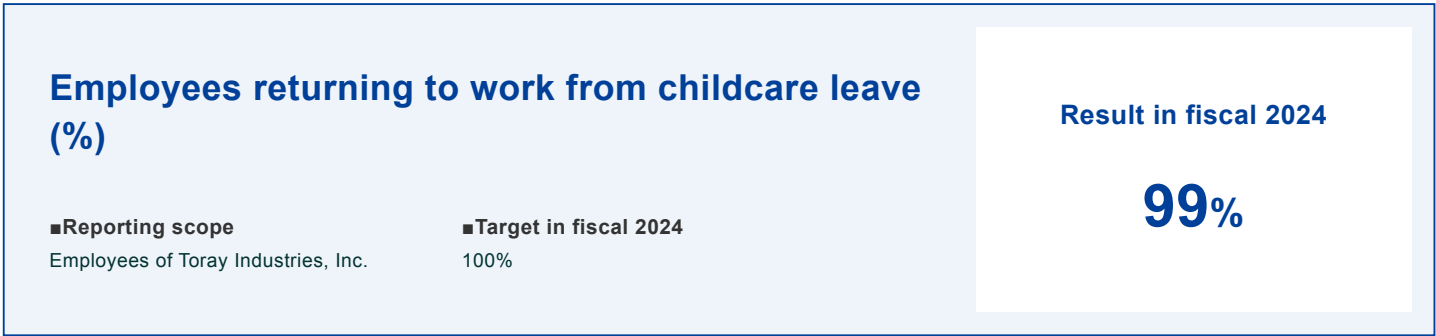 Employees returning to work from childcare leave
(%)
■Reporting scope
Employees of Toray Industries, Inc.
■Target in fiscal 2024
100%
Result in fiscal 2024
99%